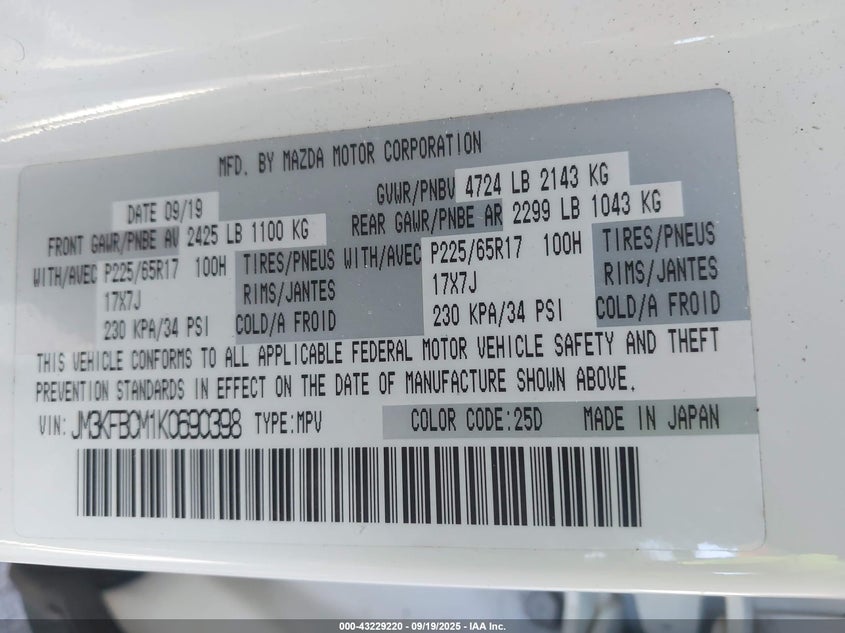 MFD. BY MAZDA MOTOR CORPORATION
DATE 09/19
GVWR/PNBV 4724 LB 2143 KG
FRONT GAWR/PNBE AV 2425 LB 1100 KG
REAR GAWR/PNBE AR 2299 LB 1043 KG
WITH/AVEC P225/65R17 100H TIRES/PNEUS WITH/AVEC P225/65R17 100H TIRES/PNEUS
17X7J RIMS/JANTES 17X7J RIMS/JANTES
230 KPA/34 PSI COLD/A FROID 230 KPA/34 PSI COLD/A FROID
THIS VEHICLE CONFORMS TO ALL APPLICABLE FEDERAL MOTOR VEHICLE SAFETY AND THEFT
PREVENTION STANDARDS IN EFFECT ON THE DATE OF MANUFACTURE SHOWN ABOVE.
VIN: JM3KFBCM1K0690398 TYPE:MPV COLOR CODE:25D MADE IN JAPAN
000-43229220 - 09/19/2025 - IAA Inc.